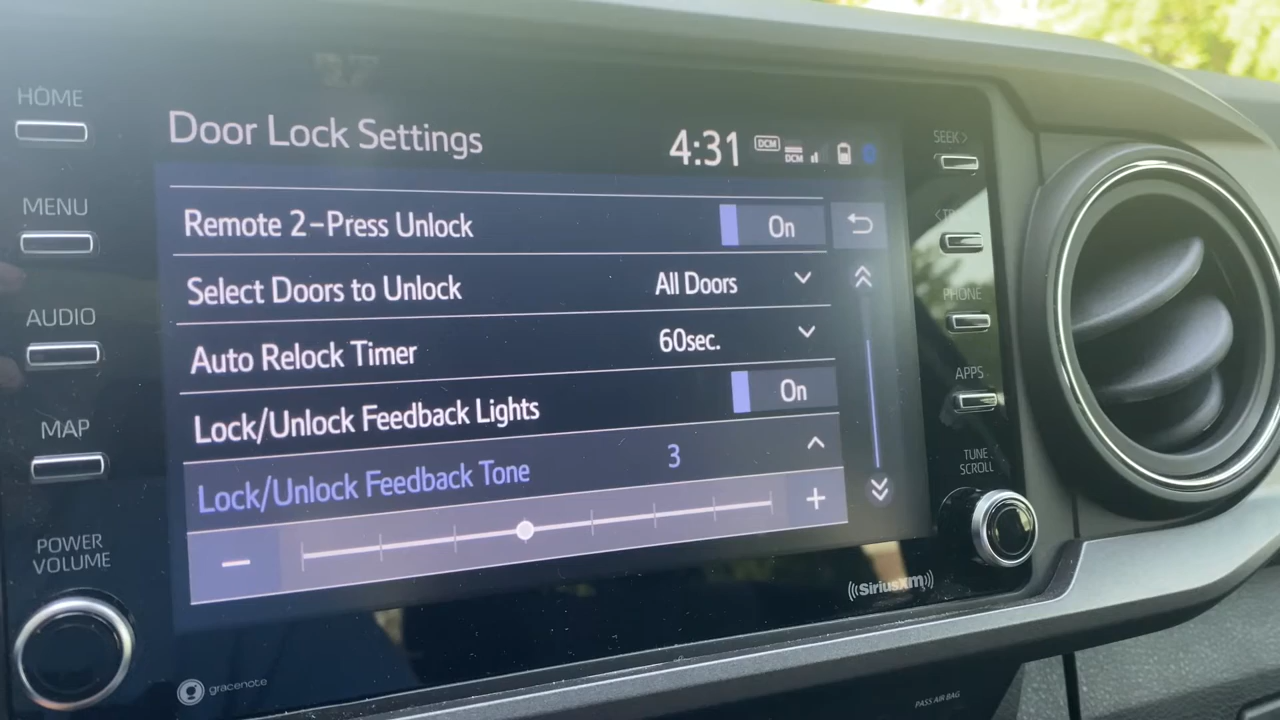 HOME
MENU
AUDIO
MAP
POWER
VOLUME
Door Lock Settings
4:31
DCM
DCM
Remote 2-Press Unlock On
Select Doors to Unlock All Doors
Auto Relock Timer 60sec.
Lock/Unlock Feedback Lights On
Lock/Unlock Feedback Tone 3
− +
SEEK >
PHONE
APPS
TUNE
SCROLL
((SiriusXM))
gracenote
PASS AIR BAG